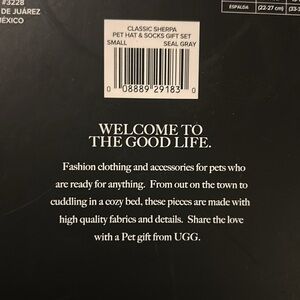 #3228
DE JUÁREZ
MÉXICO
ESPALDA
(22-27 cm)
CLASSIC SHERPA
PET HAT & SOCKS GIFT SET
SMALL SEAL GRAY
0 08889 29183 0
WELCOME TO
THE GOOD LIFE.
Fashion clothing and accessories for pets who
are ready for anything. From out on the town to
cuddling in a cozy bed, these pieces are made with
high quality fabrics and details. Share the love
with a Pet gift from UGG.